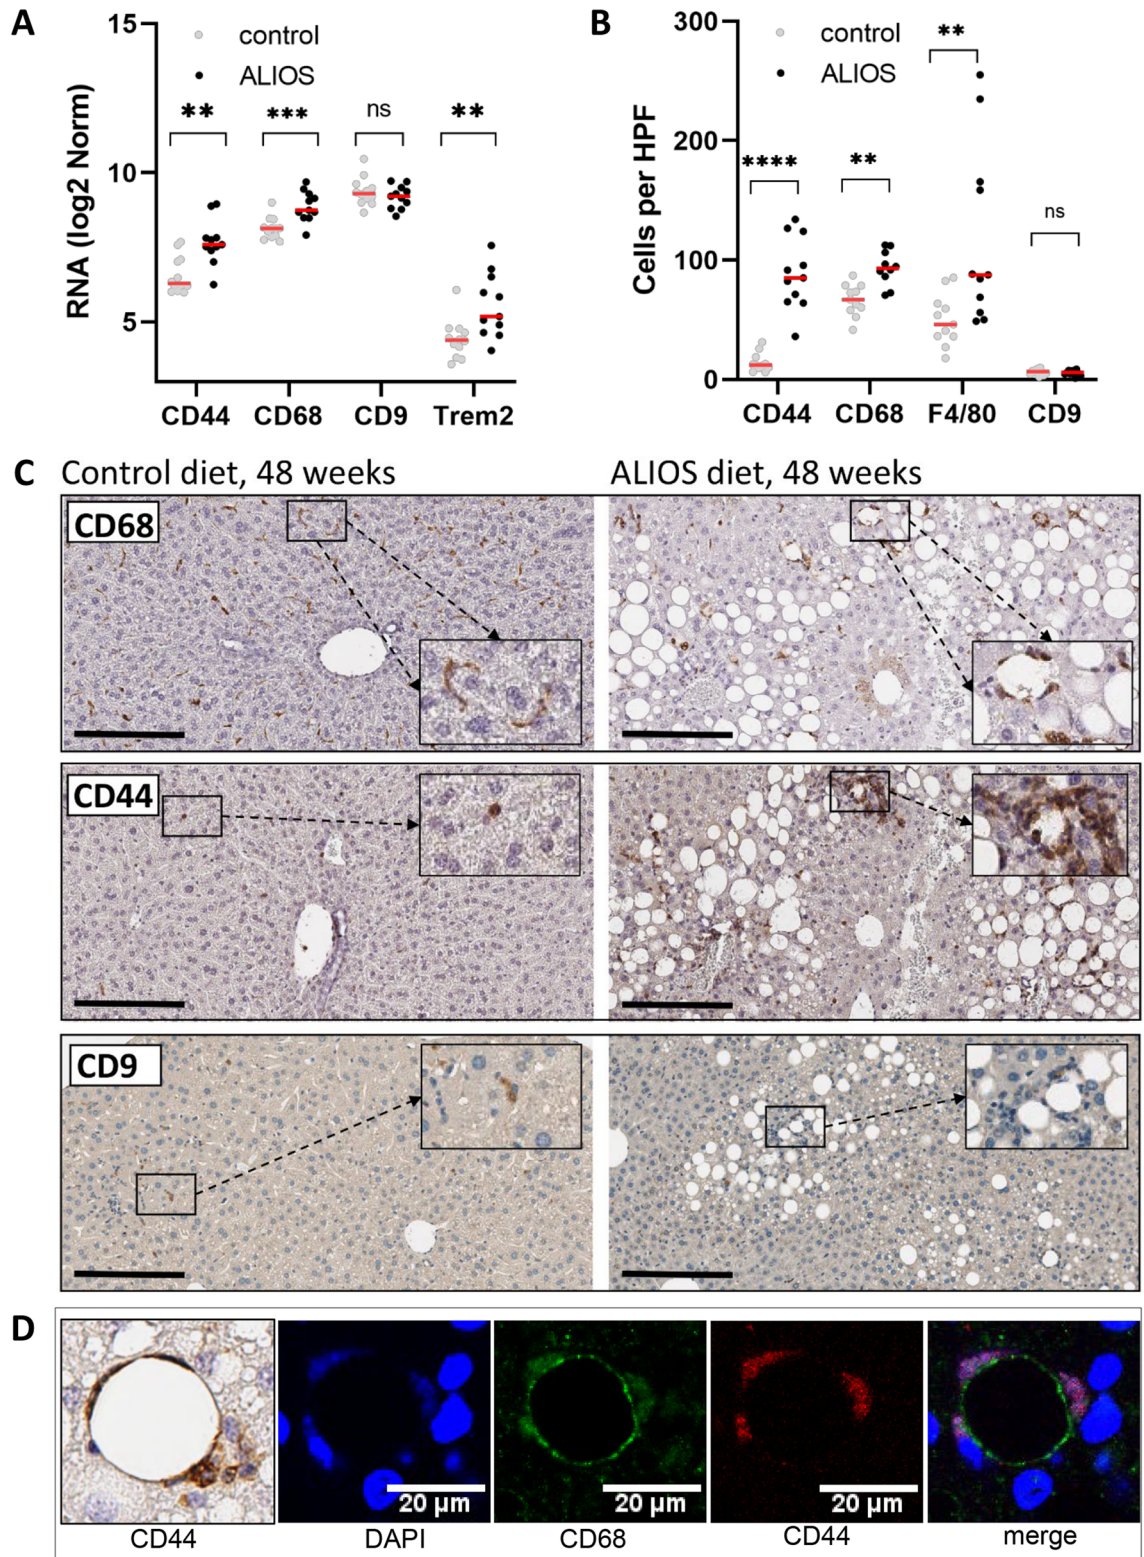 A
15
10
5
RNA (log2 Norm)
control
ALIOS
**
***
ns
**
CD44 CD68 CD9 Trem2
B
300
200
100
0
Cells per HPF
control
ALIOS
****
**
**
ns
CD44 CD68 F4/80 CD9
C
Control diet, 48 weeks ALIOS diet, 48 weeks
CD68
CD44
CD9
D
20 µm 20 µm 20 µm
CD44 DAPI CD68 CD44 merge